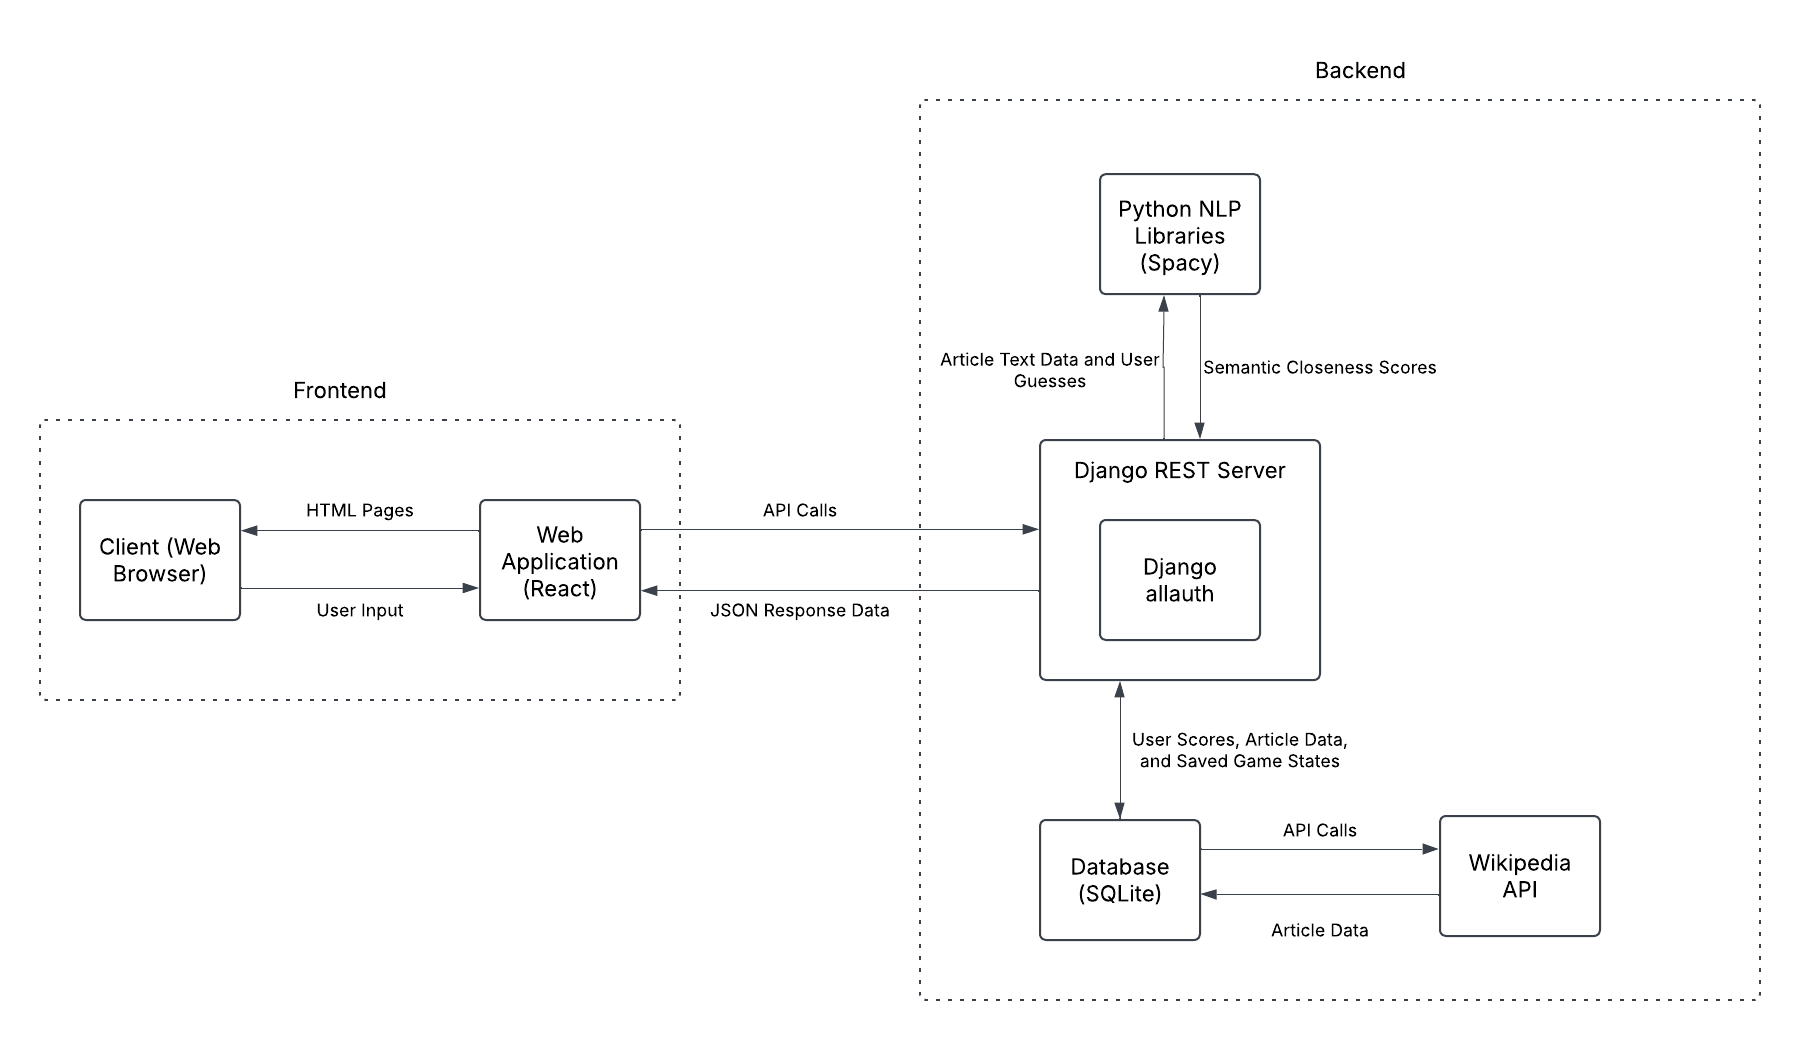 Backend
Python NLP
Libraries
(Spacy)
Article Text Data and User
Guesses
Semantic Closeness Scores
Frontend
Client (Web
Browser)
HTML Pages
User Input
Web
Application
(React)
API Calls
JSON Response Data
Django REST Server
Django
allauth
User Scores, Article Data,
and Saved Game States
Database
(SQLite)
API Calls
Article Data
Wikipedia
API